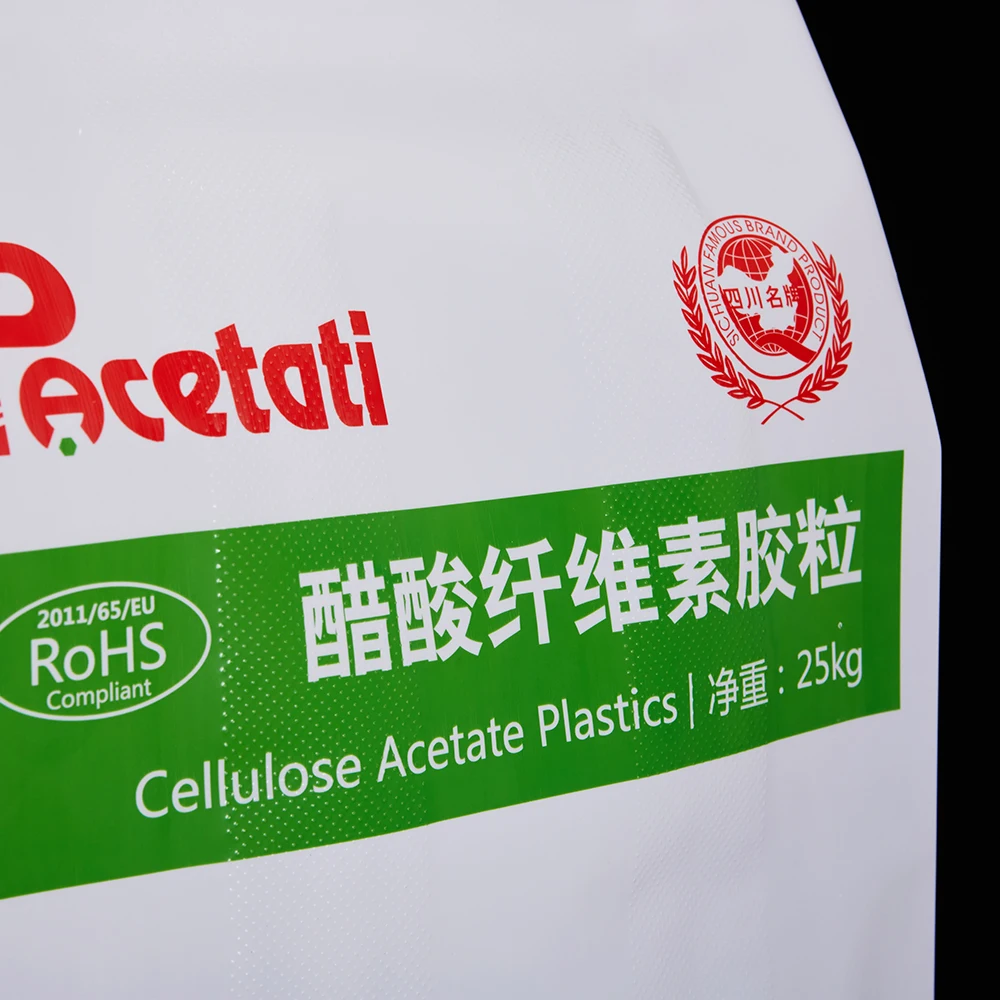 Acetati
SICHUAN FAMOUS BRAND PRODUCT
四川名牌
2011/65/EU
RoHS
Compliant
醋酸纤维素胶粒
Cellulose Acetate Plastics | 净重：25kg